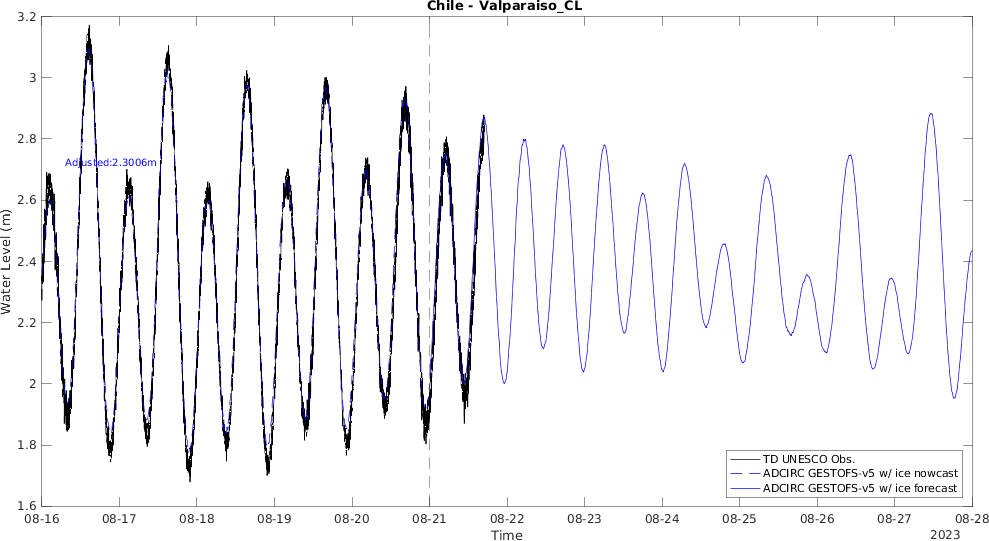 Chile - Valparaiso_CL
3.2
3
2.8
2.6
2.4
2.2
2
1.8
1.6
Water Level (m)
Adjusted:2.3006m
TD UNESCO Obs.
ADCIRC GESTOFS-v5 w/ ice nowcast
ADCIRC GESTOFS-v5 w/ ice forecast
08-16 08-17 08-18 08-19 08-20 08-21 08-22 08-23 08-24 08-25 08-26 08-27 08-28
Time
2023